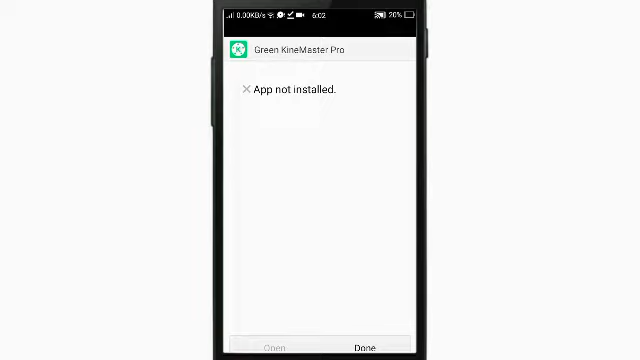 0.00KB/s 6:02 20%
Green KineMaster Pro
App not installed.
Open Done